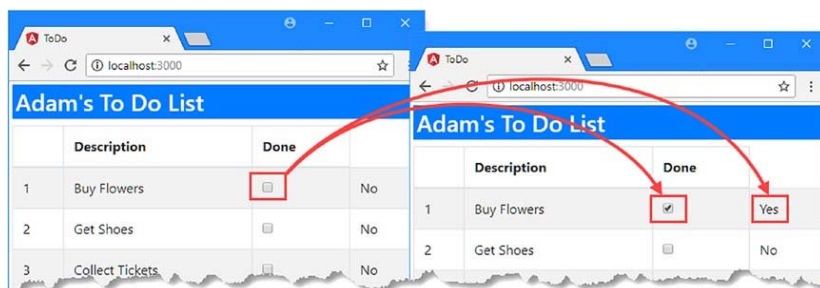 ToDo
localhost:3000
Adam's To Do List
Description Done
1 Buy Flowers No
2 Get Shoes No
3 Collect Tickets No
ToDo
localhost:3000
Adam's To Do List
Description Done
1 Buy Flowers Yes
2 Get Shoes No